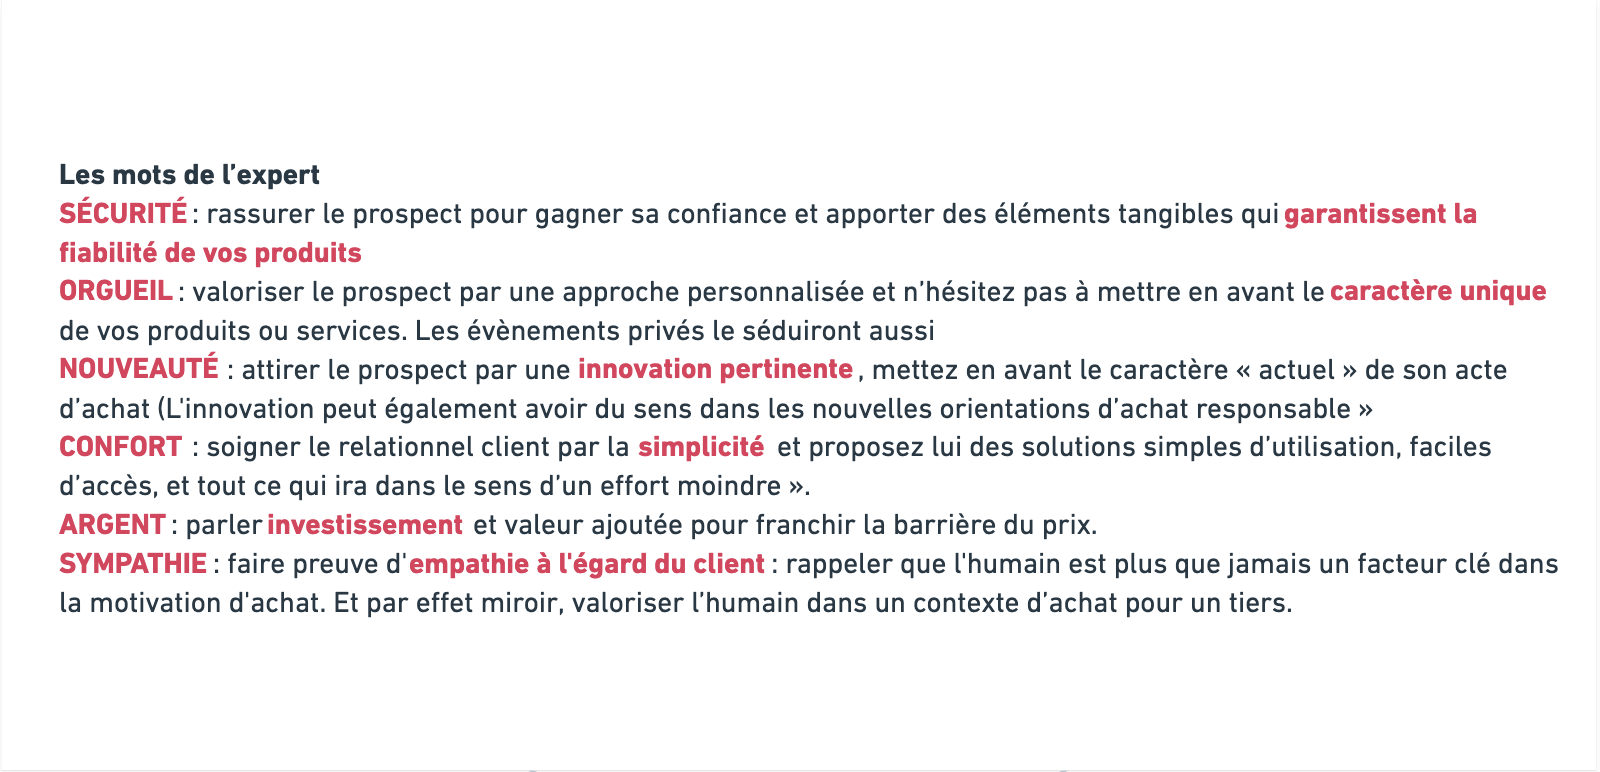 Les mots de l’expert
SÉCURITÉ : rassurer le prospect pour gagner sa confiance et apporter des éléments tangibles qui garantissent la
fiabilité de vos produits
ORGUEIL : valoriser le prospect par une approche personnalisée et n’hésitez pas à mettre en avant le caractère unique
de vos produits ou services. Les évènements privés le séduiront aussi
NOUVEAUTÉ : attirer le prospect par une innovation pertinente , mettez en avant le caractère « actuel » de son acte
d’achat (L'innovation peut également avoir du sens dans les nouvelles orientations d’achat responsable »
CONFORT : soigner le relationnel client par la simplicité et proposez lui des solutions simples d’utilisation, faciles
d’accès, et tout ce qui ira dans le sens d’un effort moindre ».
ARGENT : parler investissement et valeur ajoutée pour franchir la barrière du prix.
SYMPATHIE : faire preuve d'empathie à l'égard du client : rappeler que l'humain est plus que jamais un facteur clé dans
la motivation d'achat. Et par effet miroir, valoriser l’humain dans un contexte d’achat pour un tiers.